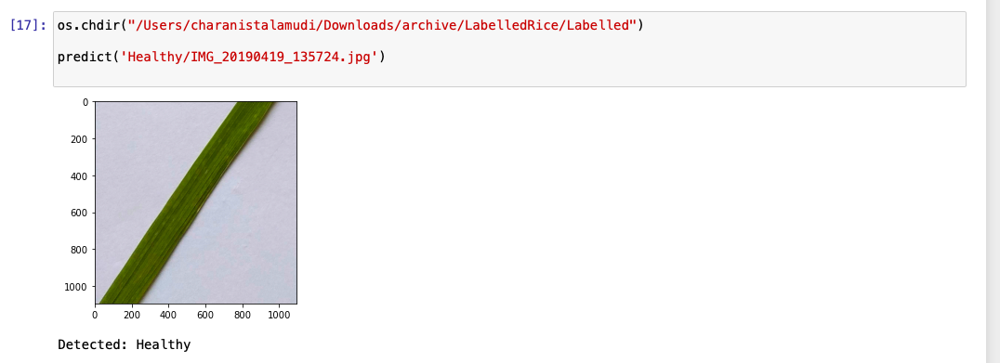 [17]: os.chdir("/Users/charanistalamudi/Downloads/archive/LabelledRice/Labelled")
predict('Healthy/IMG_20190419_135724.jpg')
0
200
400
600
800
1000
0 200 400 600 800 1000
Detected: Healthy